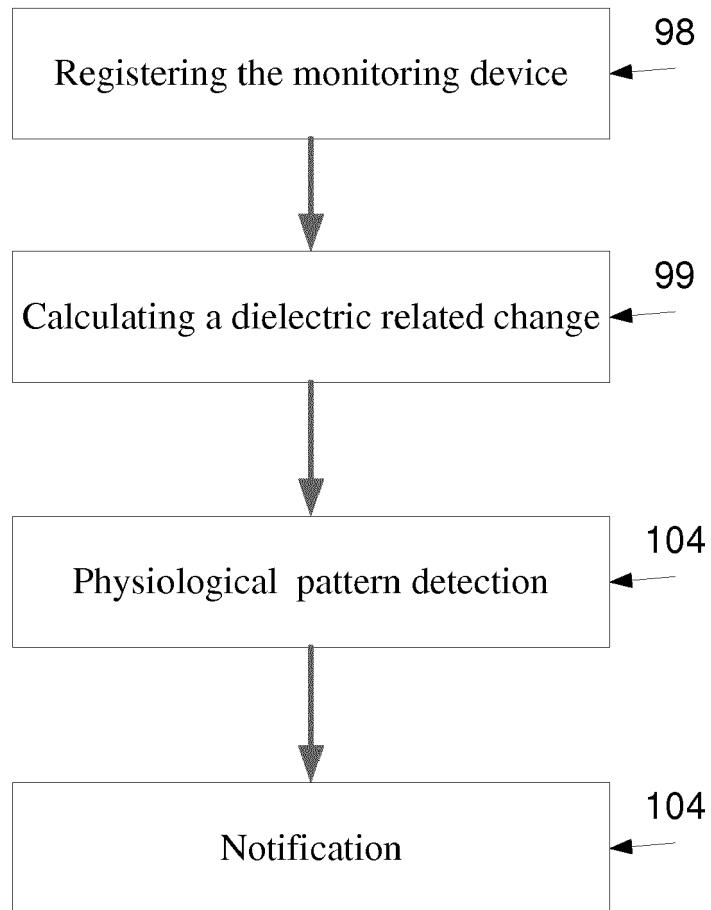 98
Registering the monitoring device
99
Calculating a dielectric related change
104
Physiological pattern detection
104
Notification